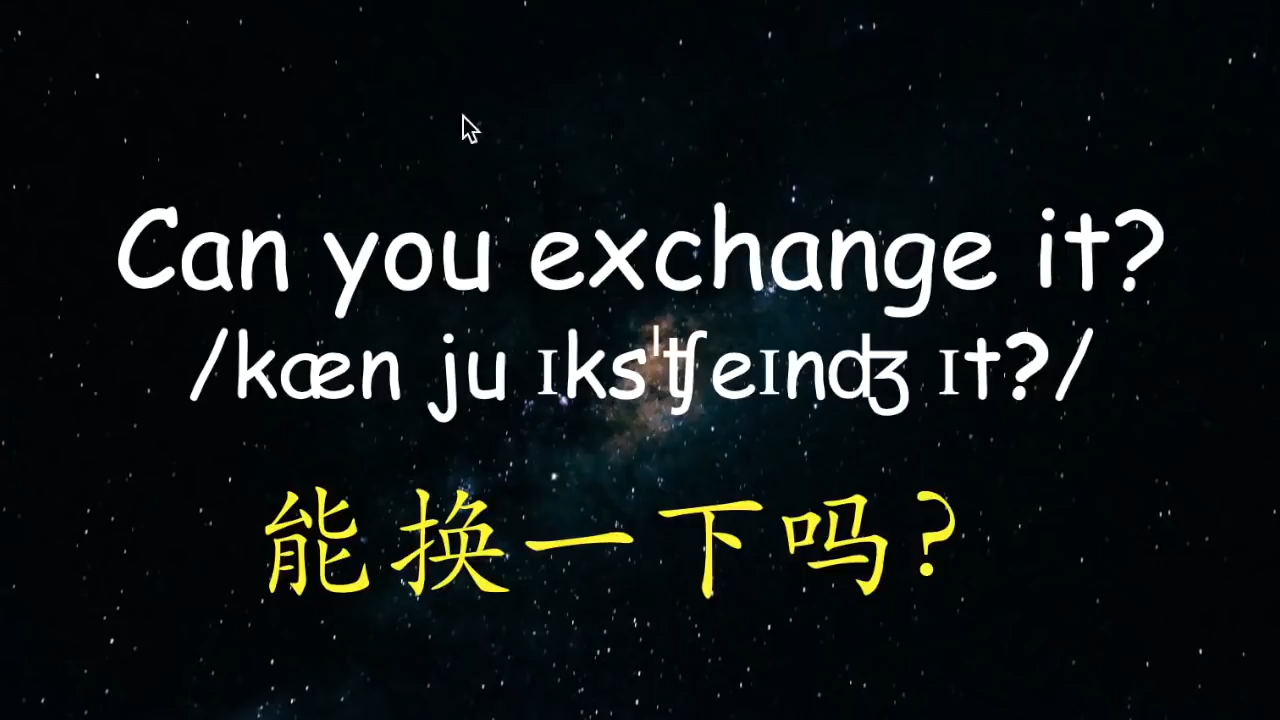 Can you exchange it?
/kæn ju ɪksˈʧeɪnʤ ɪt?/
能换一下吗?